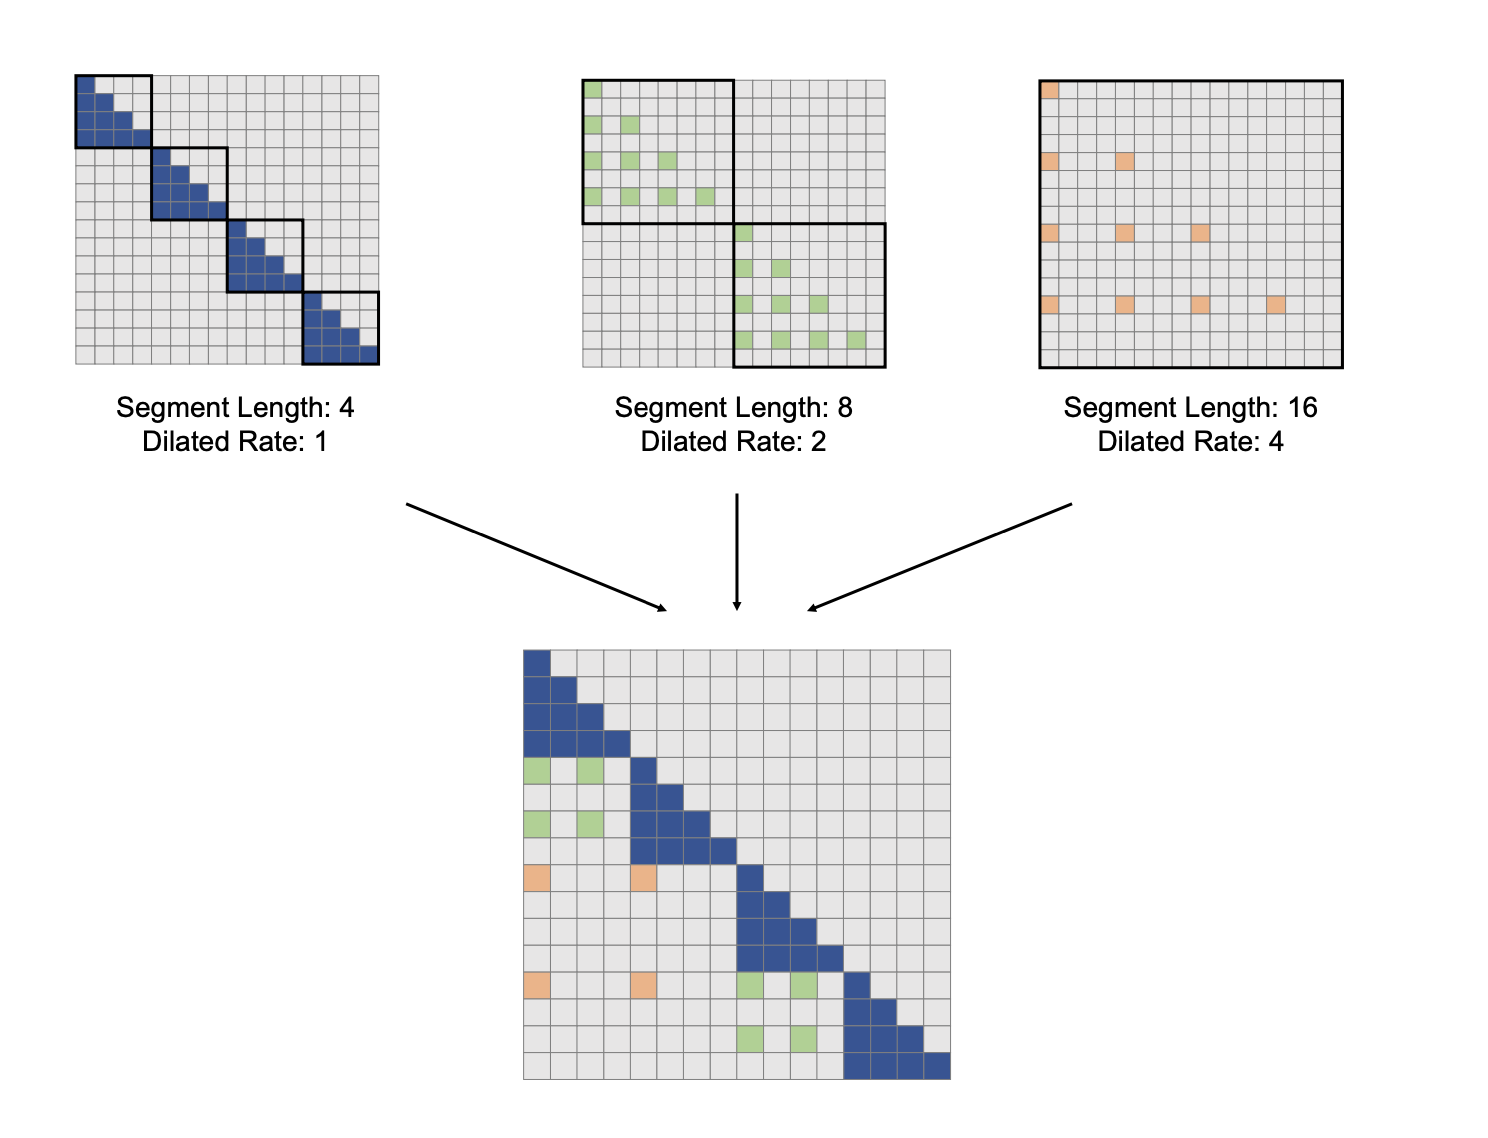 Segment Length: 4
Dilated Rate: 1
Segment Length: 8
Dilated Rate: 2
Segment Length: 16
Dilated Rate: 4